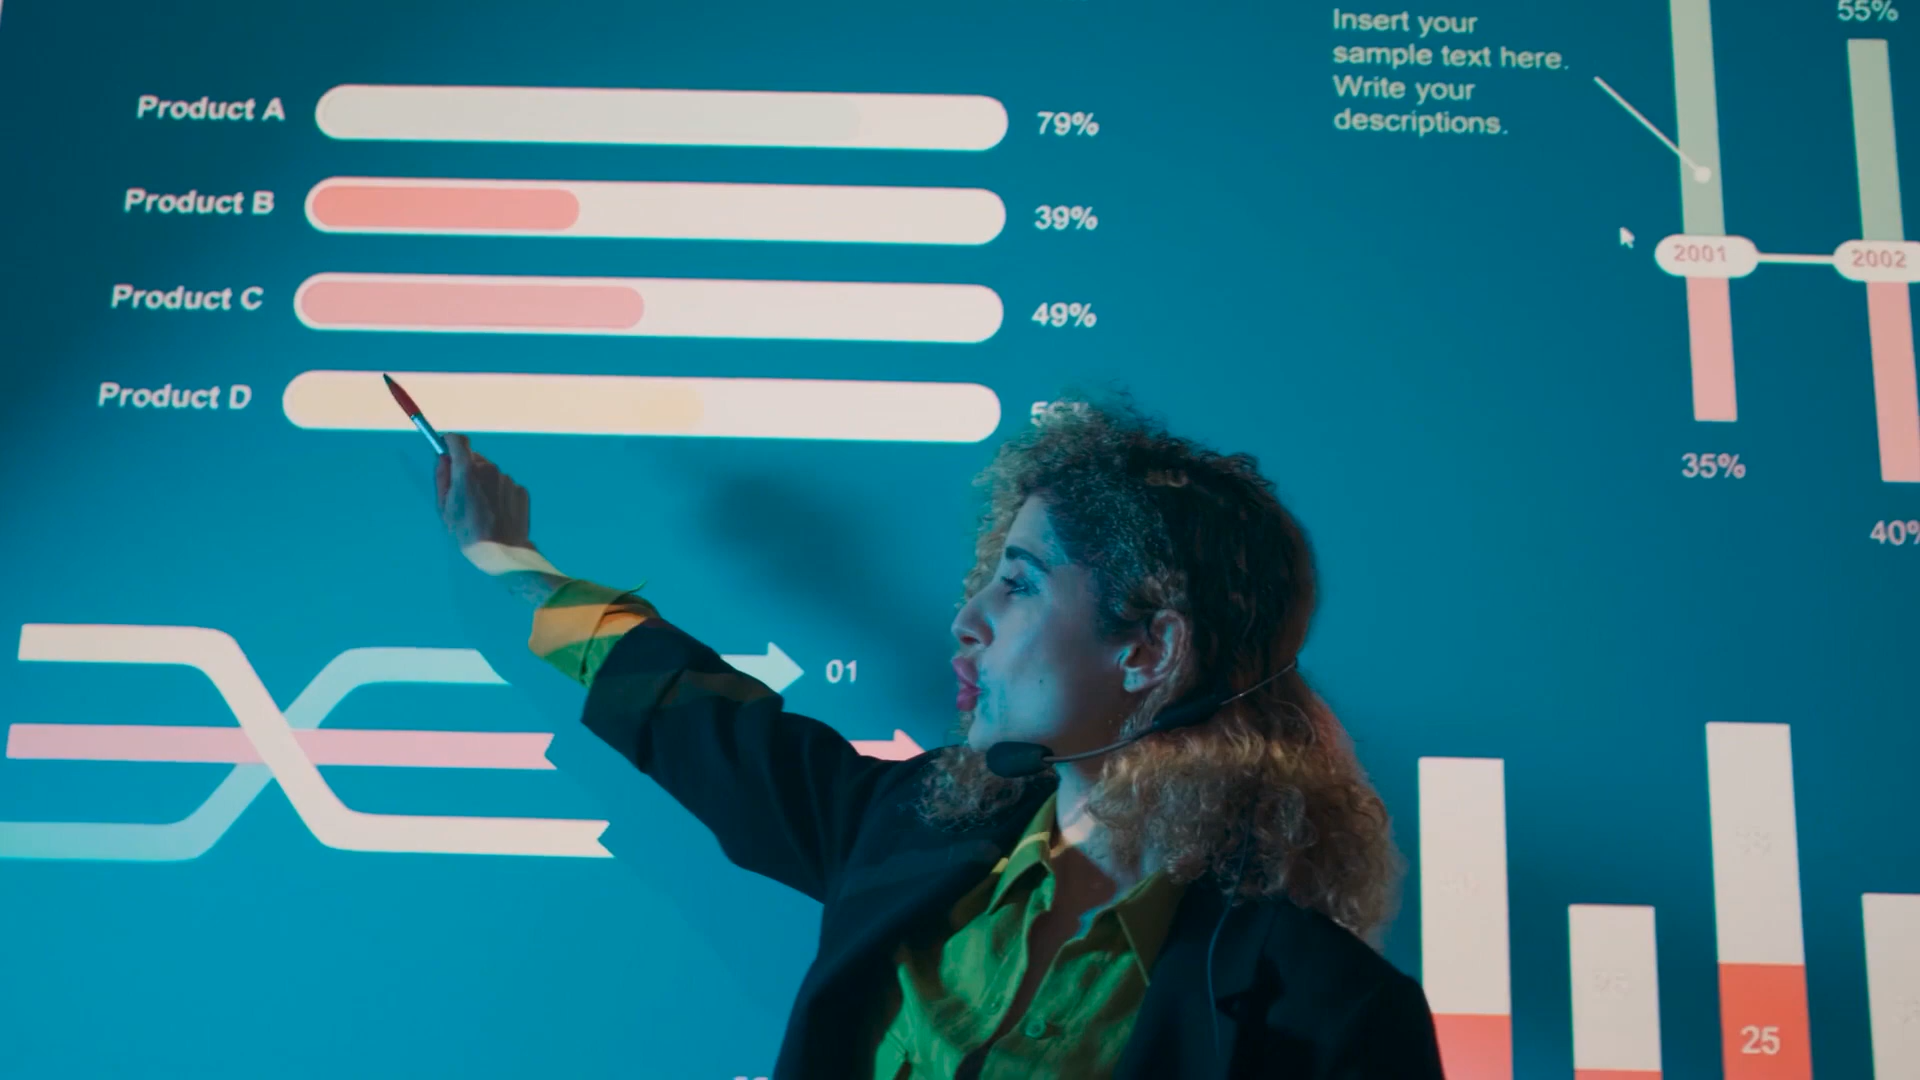 Product A
79%
Product B
39%
Product C
49%
Product D
Insert your
sample text here.
Write your
descriptions.
55%
2001
2002
35%
40%
01
25